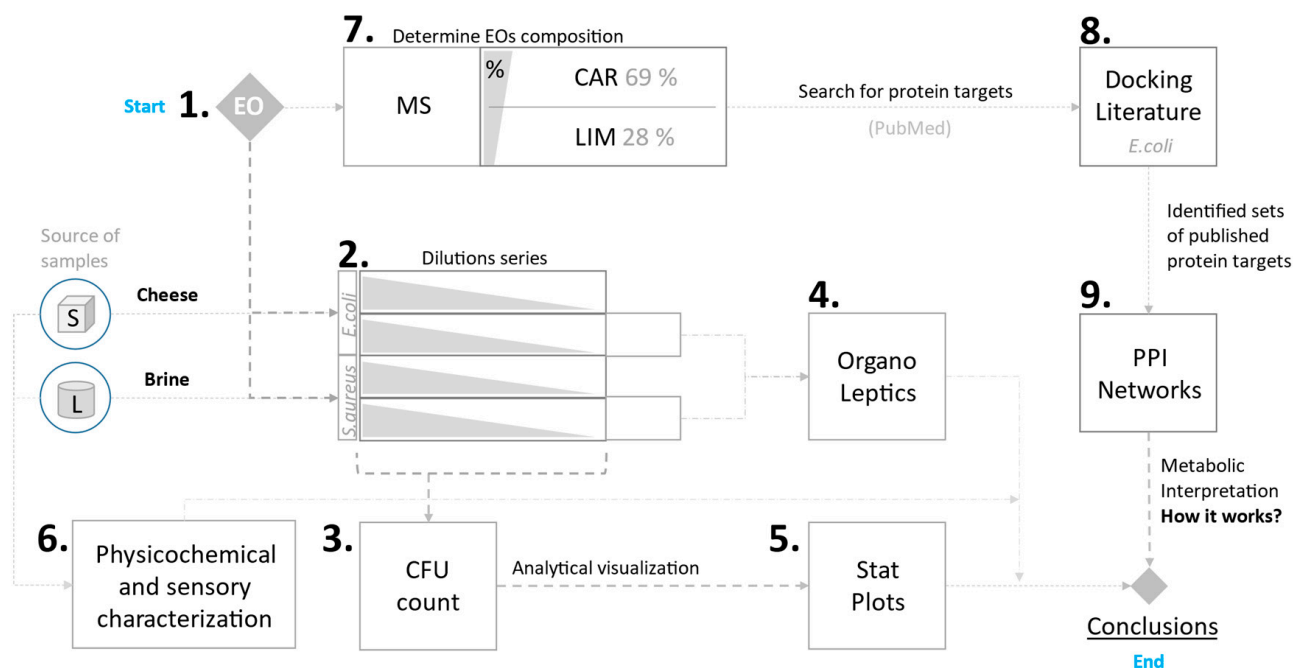 7.
Determine EOs composition
8.
Start
1.
EO
MS
%
CAR 69 %
LIM 28 %
Search for protein targets
(PubMed)
Docking
Literature
E.coli
Identified sets
of published
protein targets
Source of
samples
Cheese
S
Brine
L
2.
Dilutions series
E.coli
S.aureus
4.
Organo
Leptics
9.
PPI
Networks
Metabolic
Interpretation
How it works?
6.
Physicochemical
and sensory
characterization
3.
CFU
count
Analytical visualization
5.
Stat
Plots
Conclusions
End